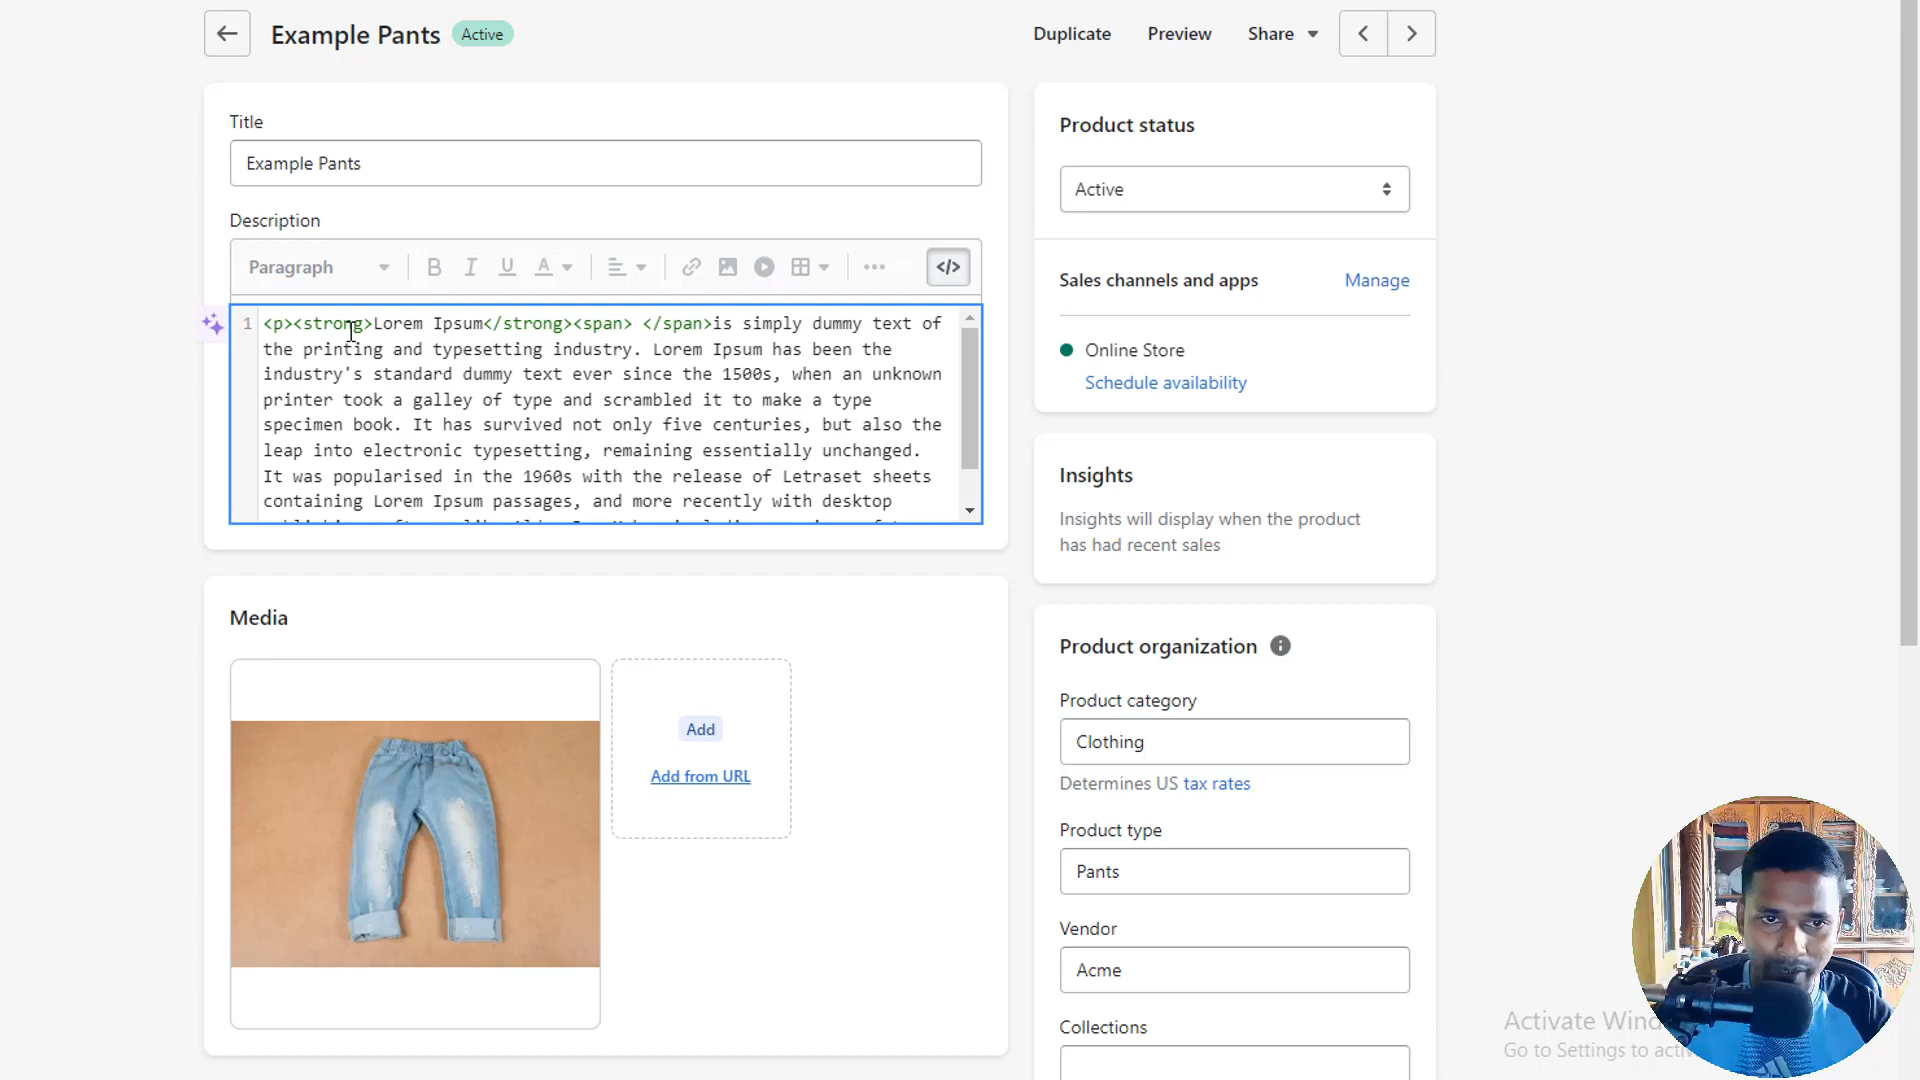 Example Pants Active
Duplicate Preview Share
Title
Example Pants
Description
Paragraph B I U A </>
1 <p><strong>Lorem Ipsum</strong><span> </span>is simply dummy text of
the printing and typesetting industry. Lorem Ipsum has been the
industry's standard dummy text ever since the 1500s, when an unknown
printer took a galley of type and scrambled it to make a type
specimen book. It has survived not only five centuries, but also the
leap into electronic typesetting, remaining essentially unchanged.
It was popularised in the 1960s with the release of Letraset sheets
containing Lorem Ipsum passages, and more recently with desktop
Media
Add
Add from URL
Product status
Active
Sales channels and apps Manage
Online Store
Schedule availability
Insights
Insights will display when the product
has had recent sales
Product organization
Product category
Clothing
Determines US tax rates
Product type
Pants
Vendor
Acme
Collections
Activate Wind
Go to Settings to activ